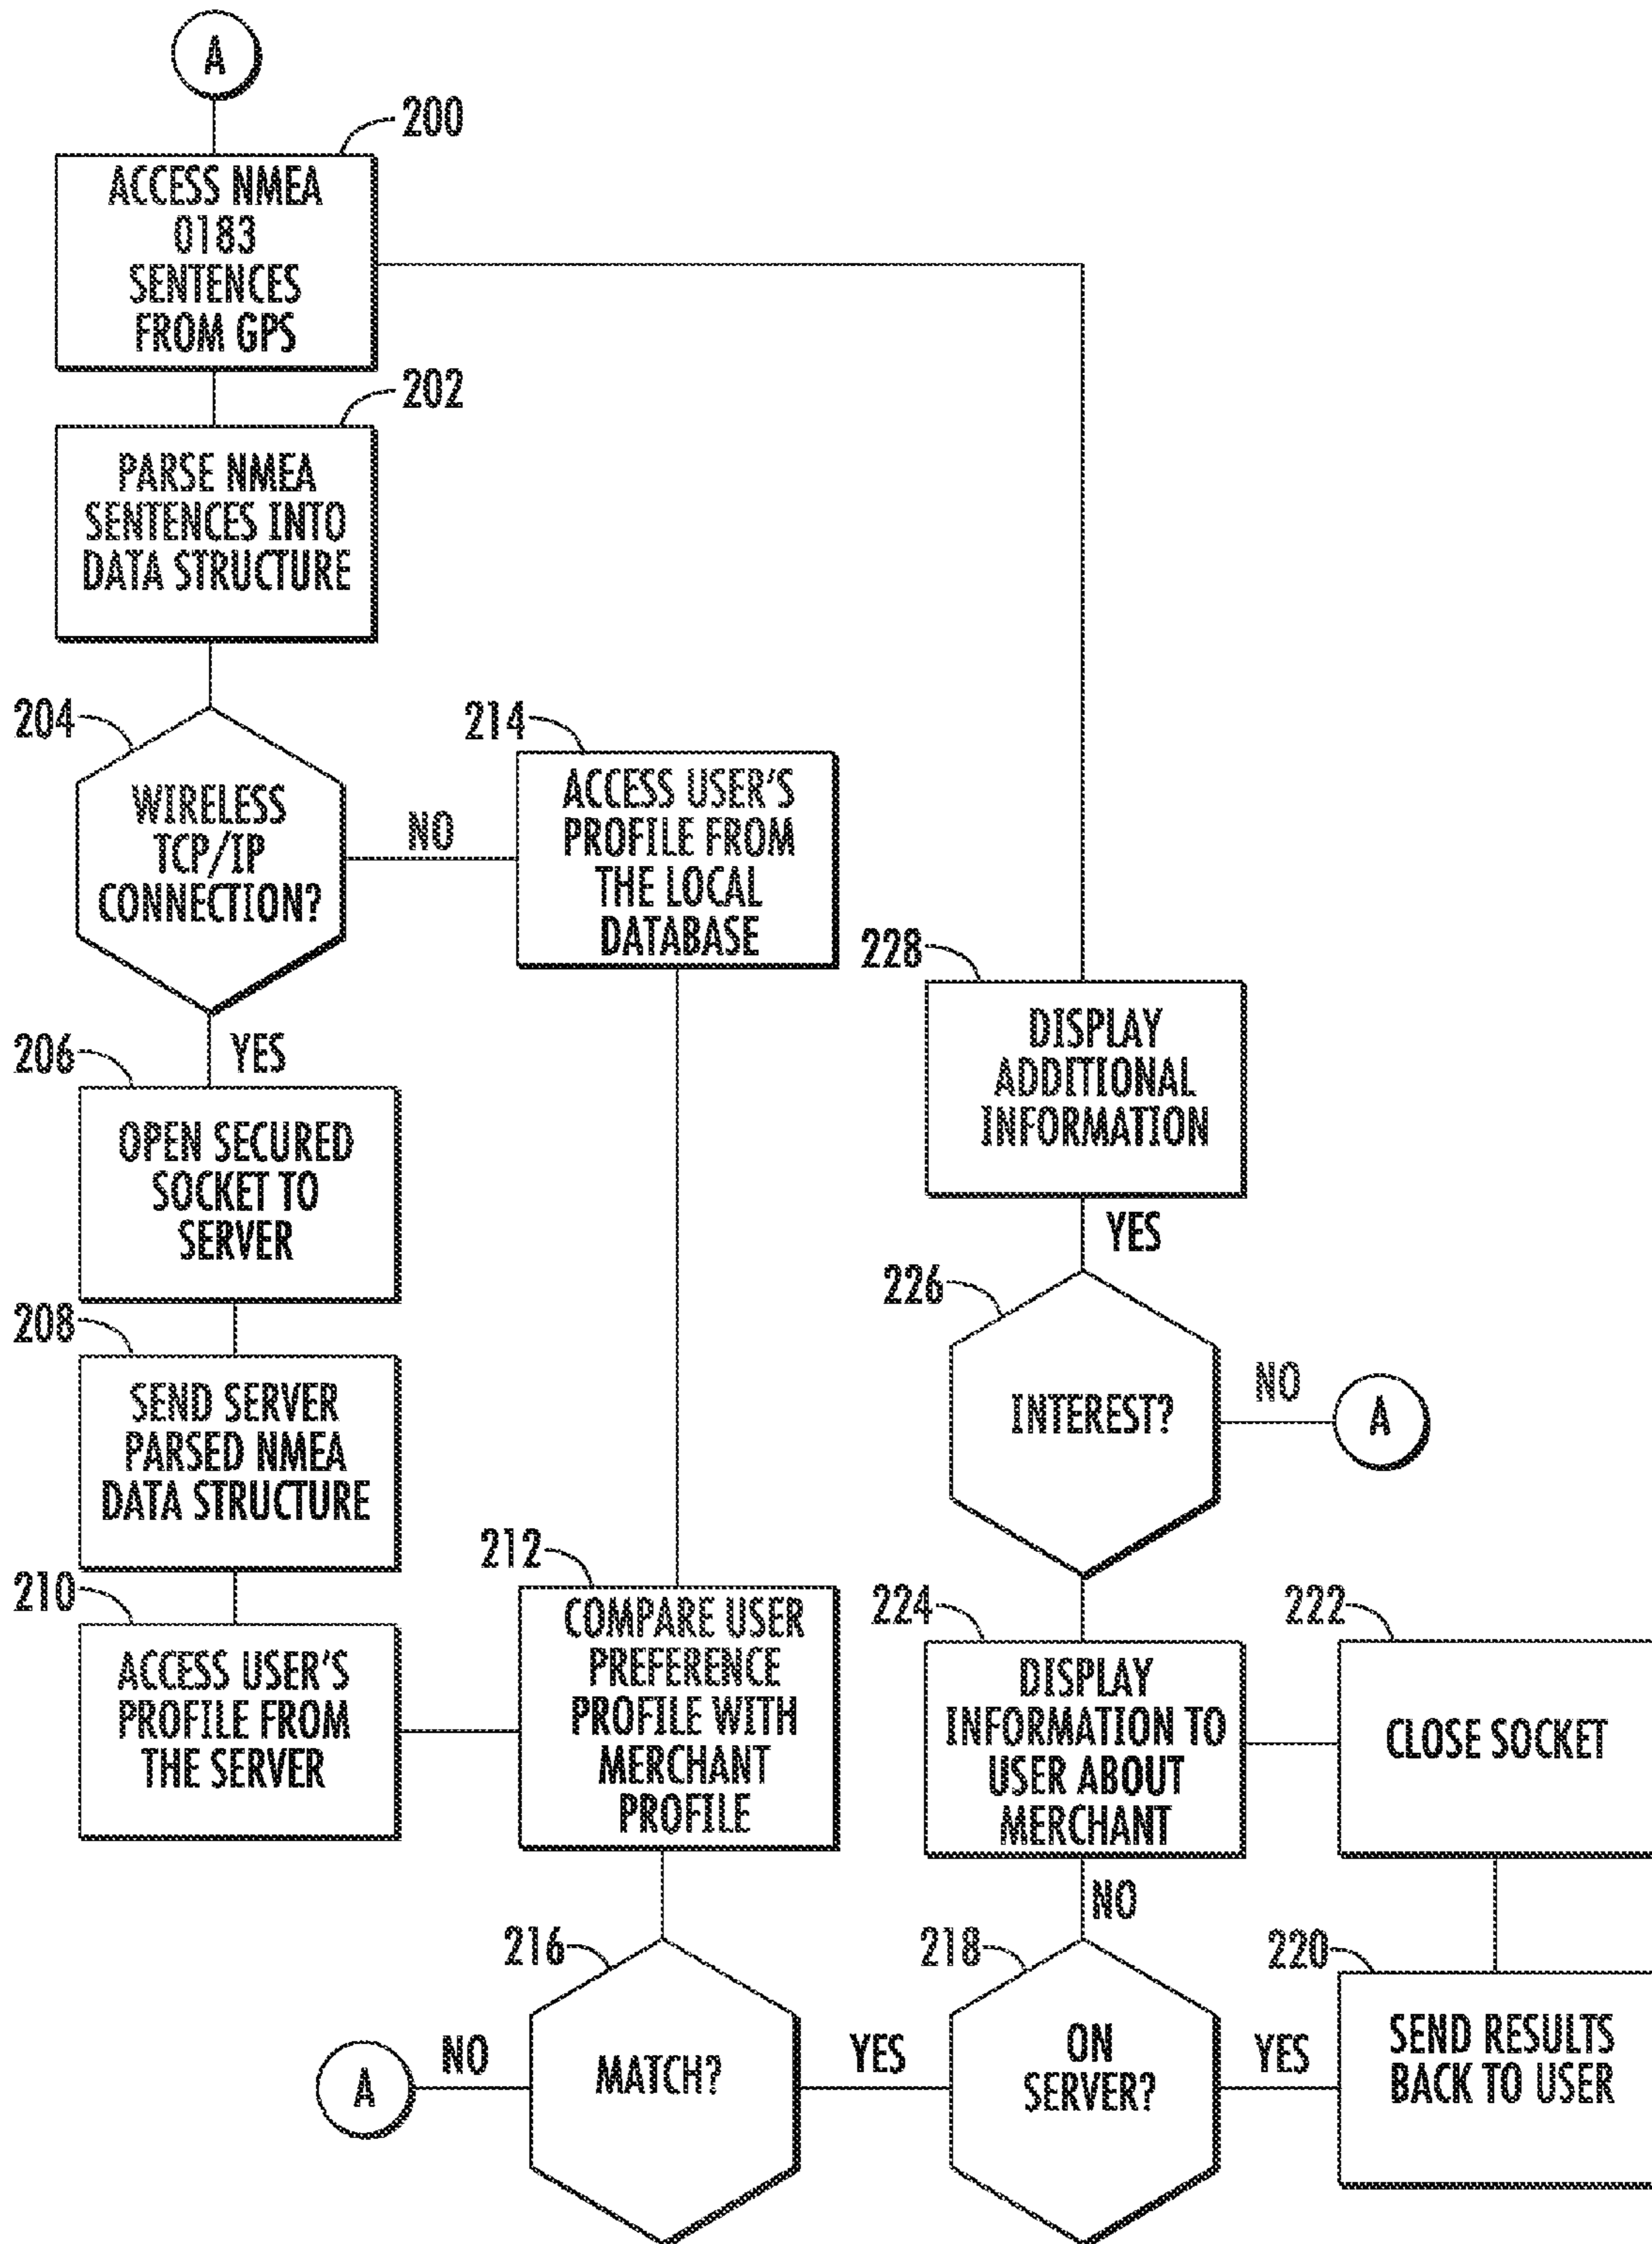 A
200
ACCESS NMEA
0183
SENTENCES
FROM GPS
202
PARSE NMEA
SENTENCES INTO
DATA STRUCTURE
204
WIRELESS
TCP/IP
CONNECTION?
NO
214
ACCESS USER'S
PROFILE FROM
THE LOCAL
DATABASE
YES
206
OPEN SECURED
SOCKET TO
SERVER
208
SEND SERVER
PARSED NMEA
DATA STRUCTURE
210
ACCESS USER'S
PROFILE FROM
THE SERVER
212
COMPARE USER
PREFERENCE
PROFILE WITH
MERCHANT
PROFILE
216
MATCH?
NO
A
YES
218
ON
SERVER?
YES
220
SEND RESULTS
BACK TO USER
222
CLOSE SOCKET
NO
224
DISPLAY
INFORMATION TO
USER ABOUT
MERCHANT
226
INTEREST?
NO
A
YES
228
DISPLAY
ADDITIONAL
INFORMATION